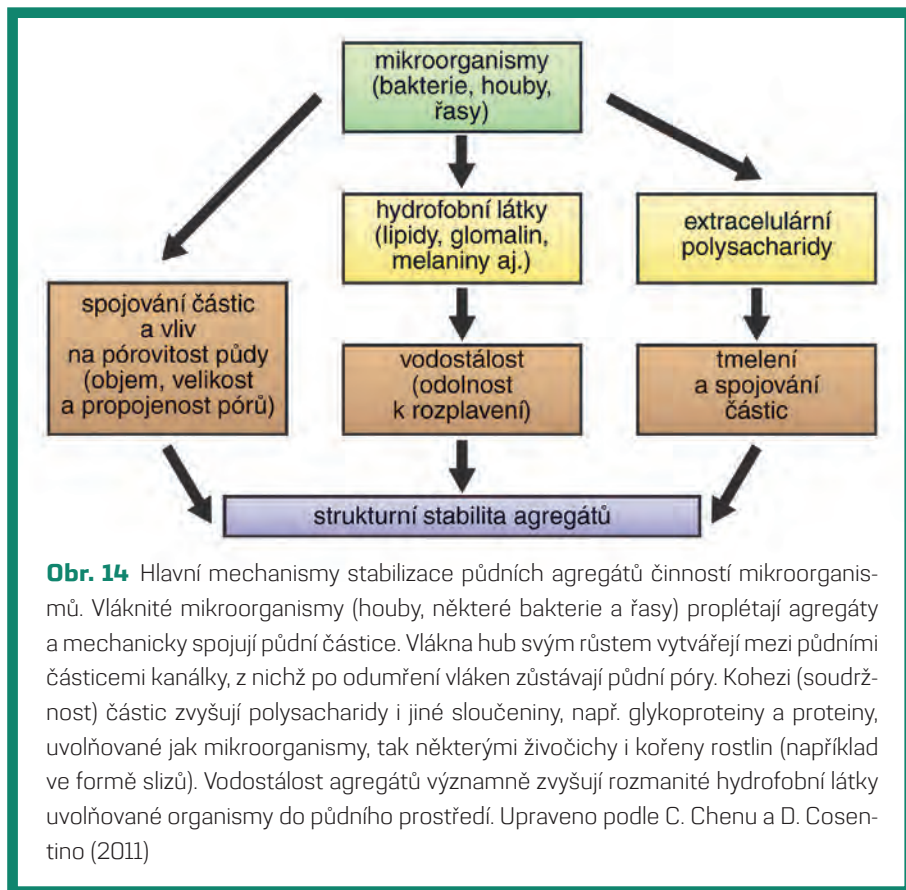 mikroorganismy
(bakterie, houby,
řasy)
hydrofobní látky
(lipidy, glomalin,
melaniny aj.)
extracelulární
polysacharidy
spojování částic
a vliv
na pórovitost půdy
(objem, velikost
a propojenost pórů)
vodostálost
(odolnost
k rozplavení)
tmelení
a spojování
částic
strukturní stabilita agregátů
Obr. 14 Hlavní mechanismy stabilizace půdních agregátů činností mikroorganis-
mů. Vláknité mikroorganismy (houby, některé bakterie a řasy) proplétají agregáty
a mechanicky spojují půdní částice. Vlákna hub svým růstem vytvářejí mezi půdními
částicemi kanálky, z nichž po odumření vláken zůstávají půdní póry. Kohezi (soudrž-
nost) částic zvyšují polysacharidy i jiné sloučeniny, např. glykoproteiny a proteiny,
uvolňované jak mikroorganismy, tak některými živočichy i kořeny rostlin (například
ve formě slizů). Vodostálost agregátů významně zvyšují rozmanité hydrofobní látky
uvolňované organismy do půdního prostředí. Upraveno podle C. Chenu a D. Cosen-
tino (2011)